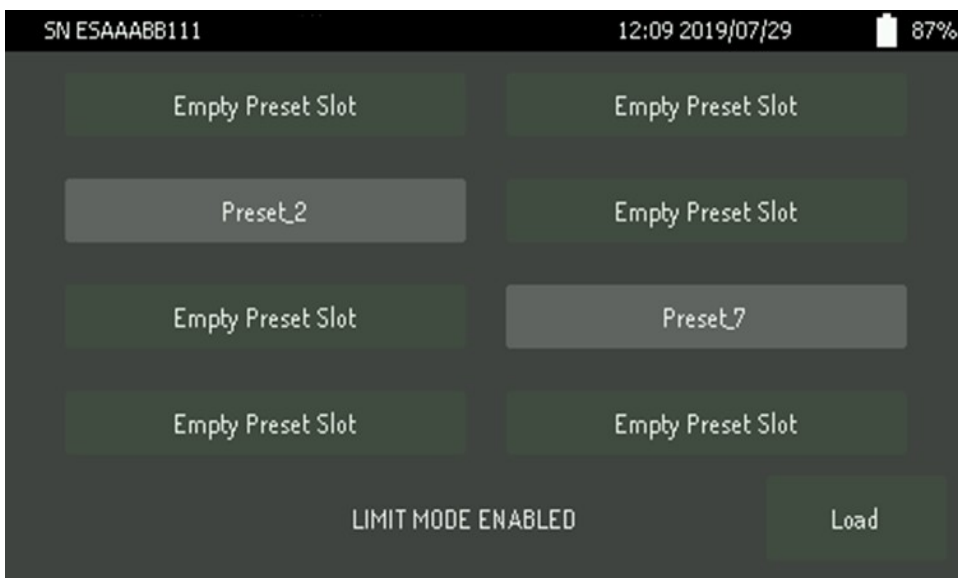 SN ESAAABB111 12:09 2019/07/29 87%
Empty Preset Slot Empty Preset Slot
Preset_2 Empty Preset Slot
Empty Preset Slot Preset_7
Empty Preset Slot Empty Preset Slot
LIMIT MODE ENABLED Load